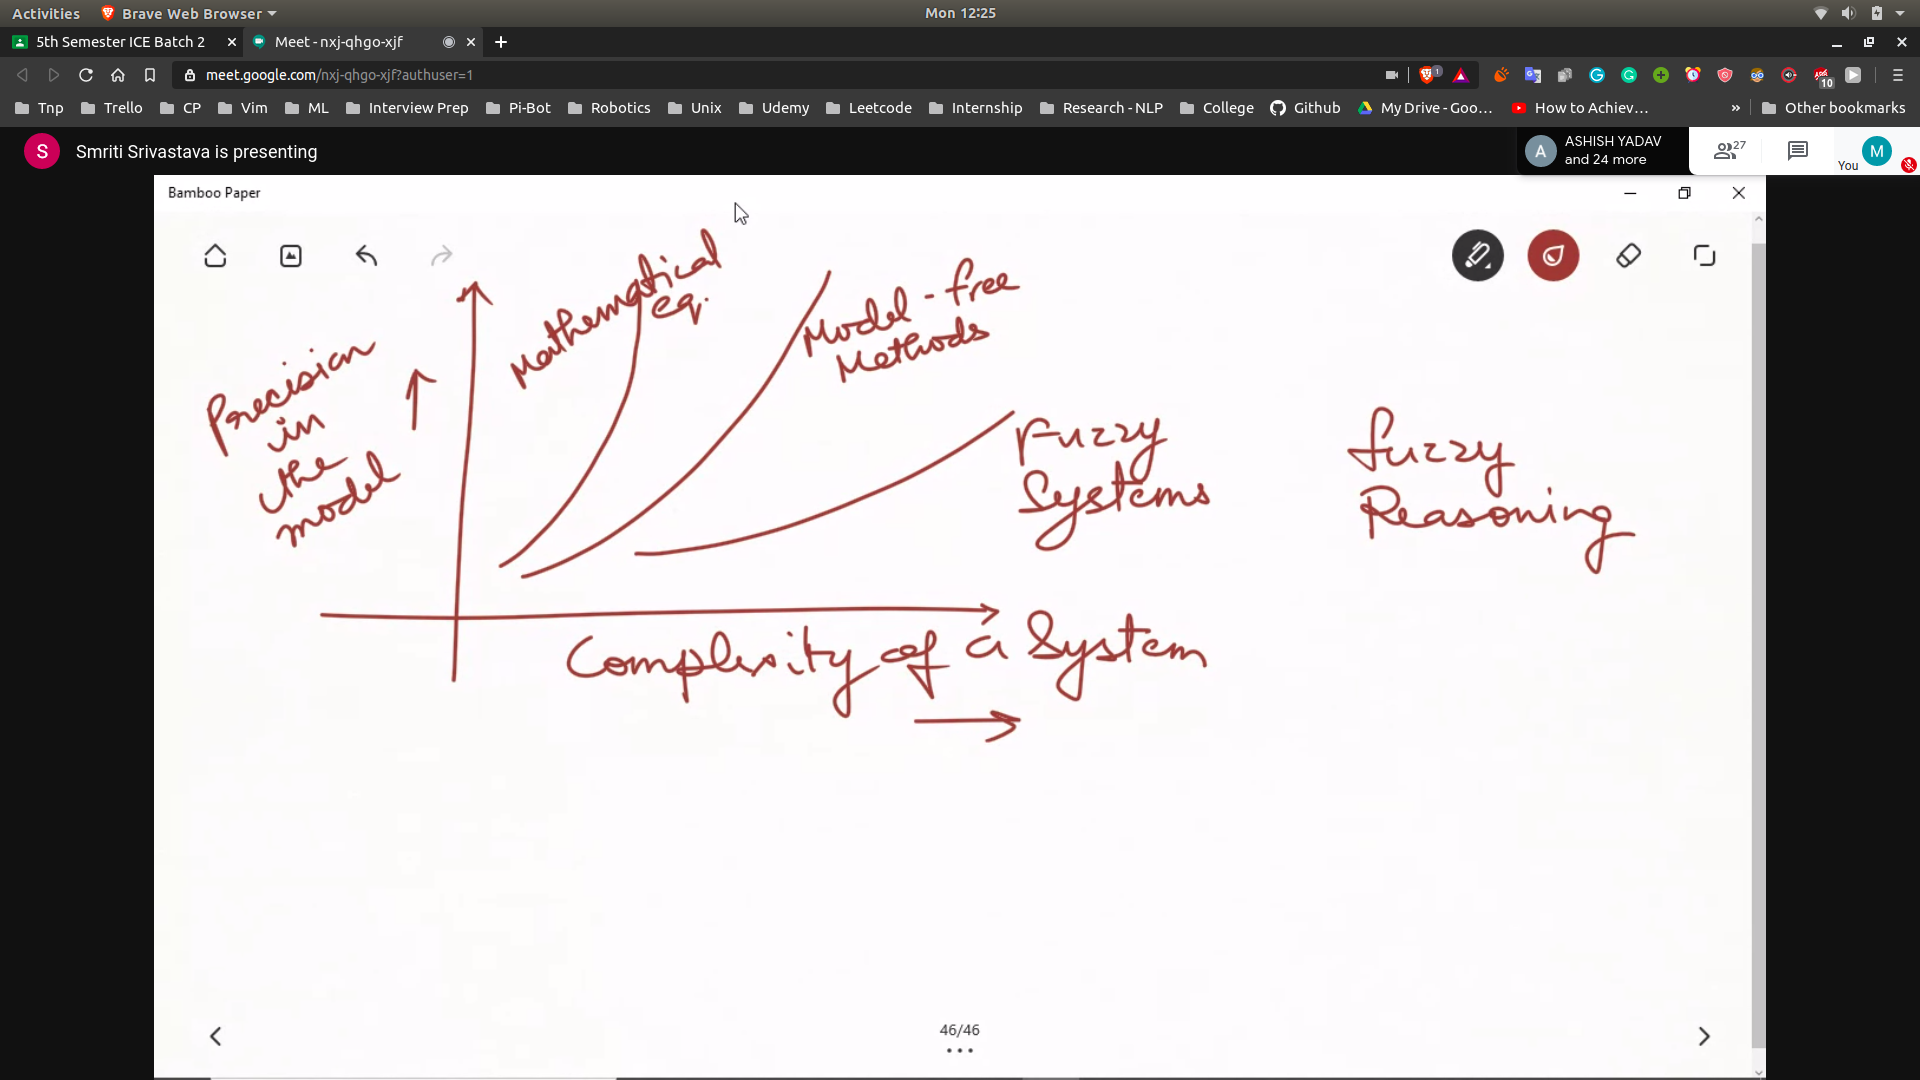 Activities
Brave Web Browser
Mon 12:25
5th Semester ICE Batch 2
Meet - nxj-qhgo-xjf
meet.google.com/nxj-qhgo-xjf?authuser=1
1
10
Tnp
Trello
CP
Vim
ML
Interview Prep
Pi-Bot
Robotics
Unix
Udemy
Leetcode
Internship
Research - NLP
College
Github
My Drive - Goo...
How to Achiev...
»
Other bookmarks
S
Smriti Srivastava is presenting
A
ASHISH YADAV
and 24 more
27
You
M
Bamboo Paper
Mathematical
eq.
Model - free
Methods
Precision
in
the
model
Fuzzy
Systems
fuzzy
Reasoning
Complexity of a System
46/46